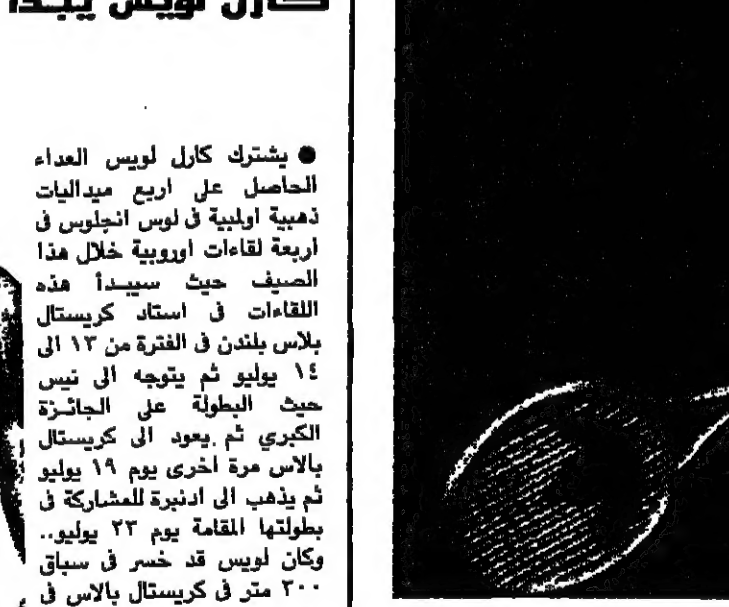 كارل لويس يبدأ
● يشترك كارل لويس العداء
الحاصل على اربع ميداليات
ذهبية اولمبية فى لوس انجلوس فى
اربعة لقاءات اوروبية خلال هذا
الصيف حيث سيبدأ هذه
اللقاءات فى استاد كريستال
بلاس بلندن فى الفترة من ١٣ الى
١٤ يوليو ثم يتوجه الى نيس
حيث البطولة على الجائزة
الكبري ثم يعود الى كريستال
بالاس مرة اخرى يوم ١٩ يوليو
ثم يذهب الى ادنبرة للمشاركة فى
بطولتها المقامة يوم ٢٣ يوليو..
وكان لويس قد خسر فى سباق
٢٠٠ متر فى كريستال بالاس فى